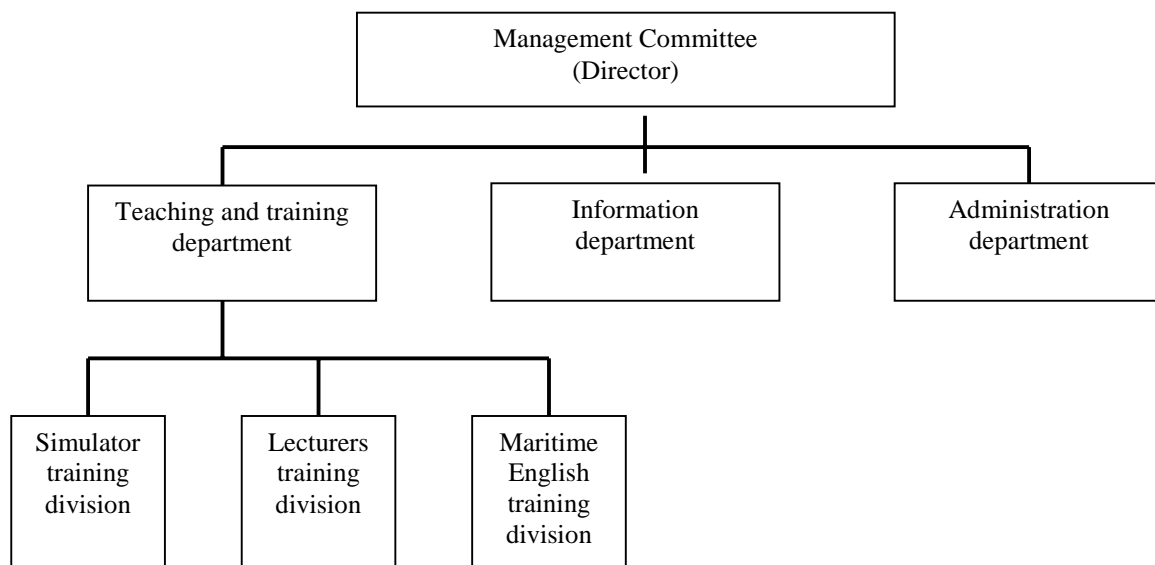 Management Committee
(Director)
Teaching and training
department
Information
department
Administration
department
Simulator
training
division
Lecturers
training
division
Maritime
English
training
division